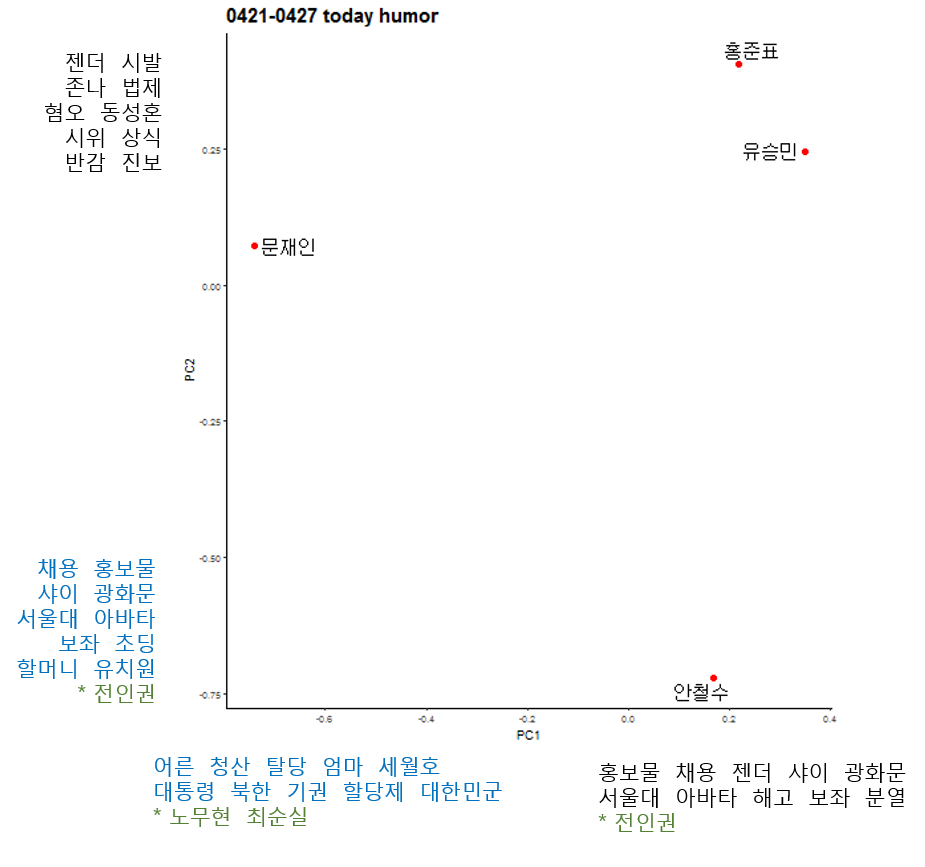 0421-0427 today humor
젠더 시발
존나 법제
혐오 동성혼
시위 상식
반감 진보
홍준표
유승민
문재인
안철수
0.25
0.00
-0.25
-0.50
-0.75
PC2
채용 홍보물
샤이 광화문
서울대 아바타
보좌 초딩
할머니 유치원
* 전인권
-0.6 -0.4 -0.2 0.0 0.2 0.4
PC1
어른 청산 탈당 엄마 세월호
대통령 북한 기권 할당제 대한민군
* 노무현 최순실
홍보물 채용 젠더 샤이 광화문
서울대 아바타 해고 보좌 분열
* 전인권